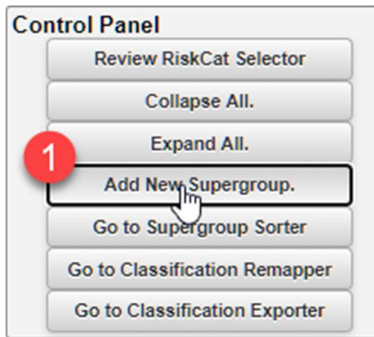 Control Panel
Review RiskCat Selector
Collapse All.
Expand All.
1
Add New Supergroup.
Go to Supergroup Sorter
Go to Classification Remapper
Go to Classification Exporter